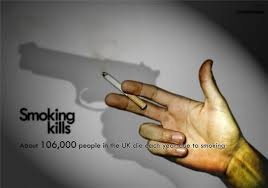 Smoking
kills
About 106,000 people in the UK die each year due to smoking